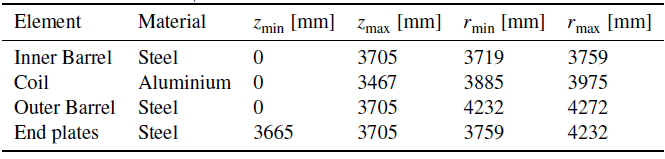 Element Material z_min [mm] z_max [mm] r_min [mm] r_max [mm]
Inner Barrel Steel 0 3705 3719 3759
Coil Aluminium 0 3467 3885 3975
Outer Barrel Steel 0 3705 4232 4272
End plates Steel 3665 3705 3759 4232